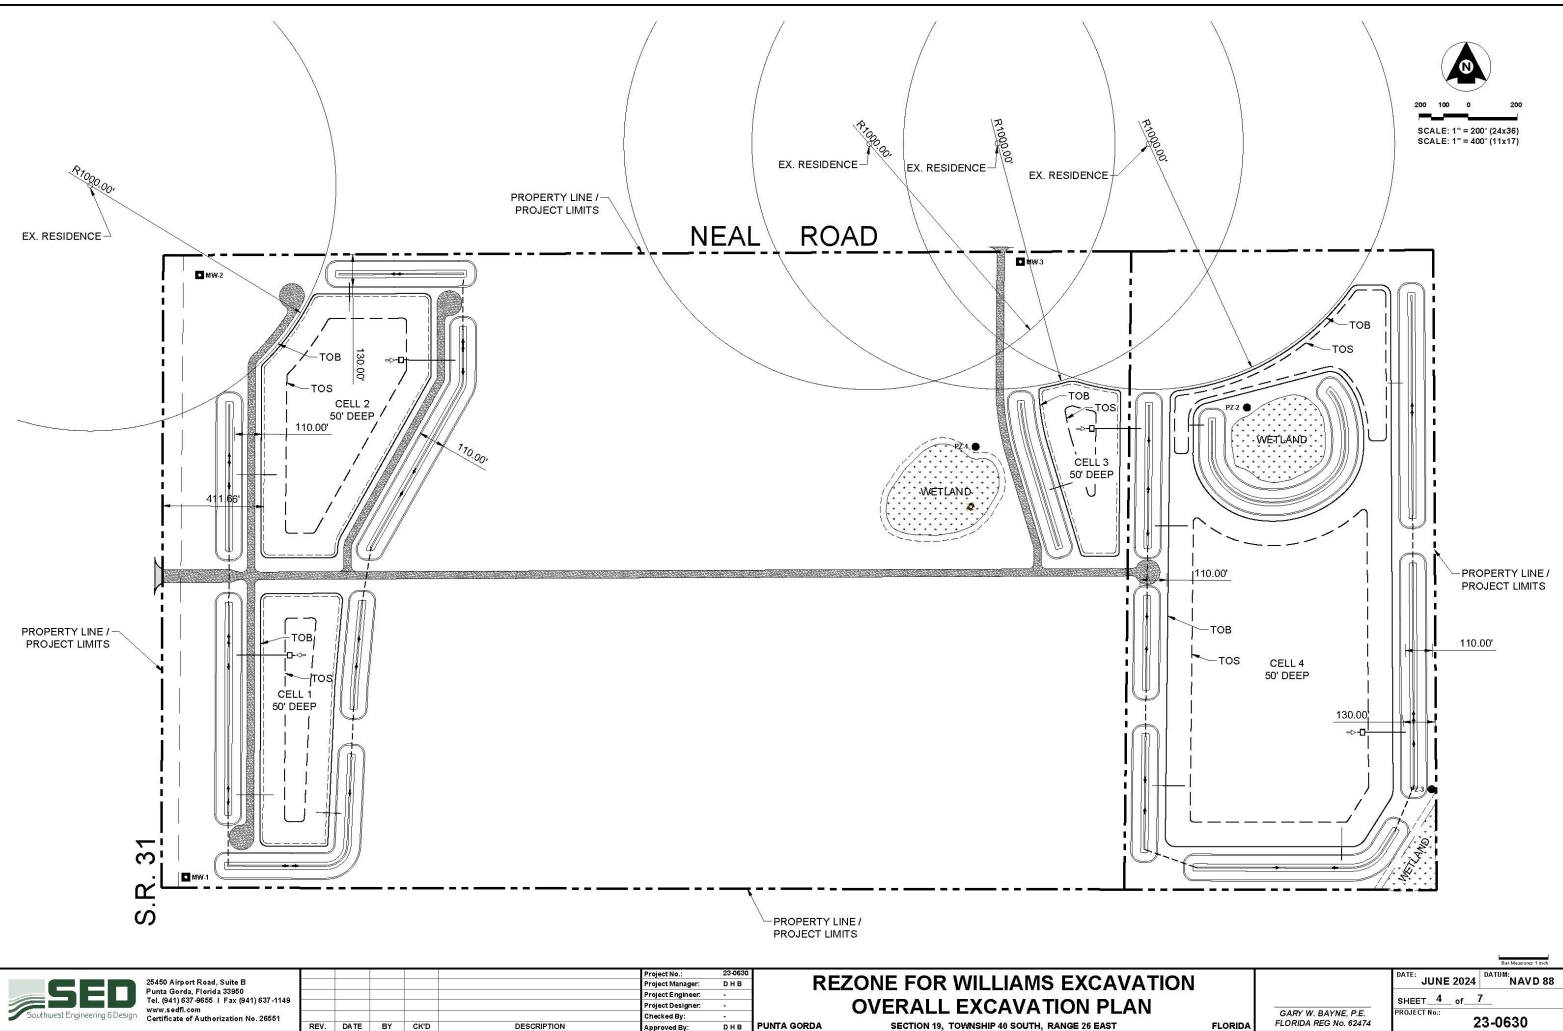 200 100 0 200
SCALE: 1" = 200' (24x36)
SCALE: 1" = 400' (11x17)
N
R1000.00'
EX. RESIDENCE
R1000.00'
EX. RESIDENCE
R1000.00'
EX. RESIDENCE
R1000.00'
EX. RESIDENCE
PROPERTY LINE /
PROJECT LIMITS
NEAL ROAD
MW-2
MW-3
130.00'
TOB
TOS
CELL 2
50' DEEP
110.00'
110.00'
411.66'
PZ-1
WETLAND
TOB
TOS
CELL 3
50' DEEP
TOB
TOS
PZ-2
WETLAND
110.00'
PROPERTY LINE /
PROJECT LIMITS
PROPERTY LINE /
PROJECT LIMITS
TOB
TOS
CELL 1
50' DEEP
TOB
TOS
CELL 4
50' DEEP
110.00'
130.00'
PZ-3
WETLAND
S.R. 31
MW-1
PROPERTY LINE /
PROJECT LIMITS
Bar Measures 1 inch
SED
Southwest Engineering & Design
25450 Airport Road, Suite B
Punta Gorda, Florida 33950
Tel. (941) 637-9655 | Fax (941) 637-1149
www.sedfl.com
Certificate of Authorization No. 26551
REV. DATE BY CK'D DESCRIPTION
Project No.: 23-0630
Project Manager: D H B
Project Engineer: -
Project Designer: -
Checked By: -
Approved By: D H B
REZONE FOR WILLIAMS EXCAVATION
OVERALL EXCAVATION PLAN
PUNTA GORDA SECTION 19, TOWNSHIP 40 SOUTH, RANGE 26 EAST FLORIDA
GARY W. BAYNE, P.E.
FLORIDA REG No. 62474
DATE: JUNE 2024 DATUM: NAVD 88
SHEET 4 of 7
PROJECT No.: 23-0630